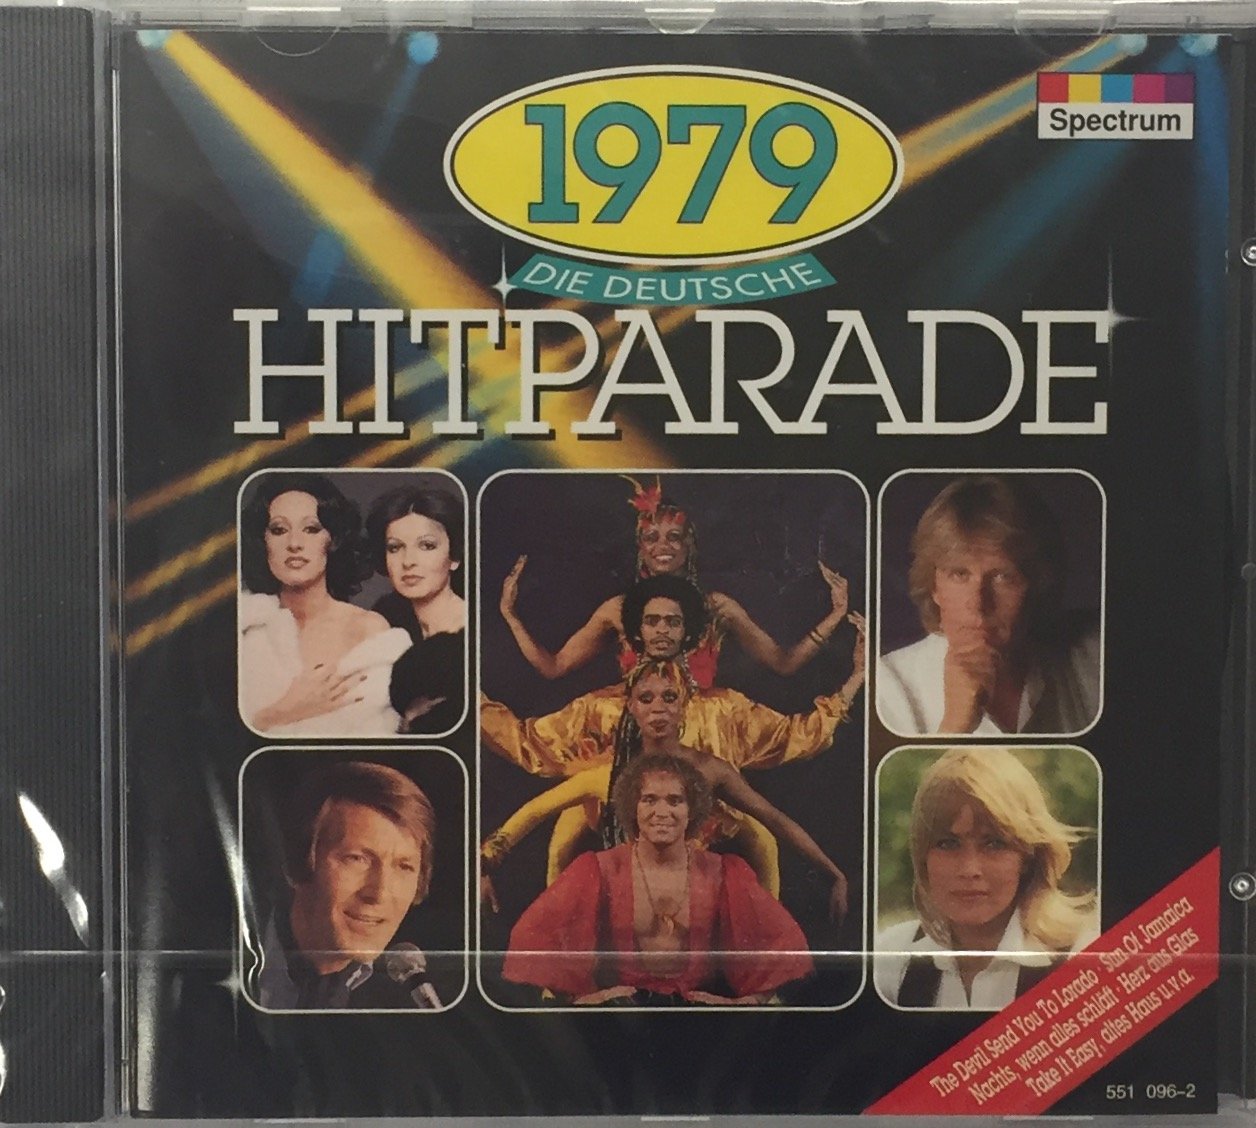 1979
Spectrum
DIE DEUTSCHE
HITPARADE
The Devil Send You To Lorado · Sun Of Jamaica
Nachts, wenn alles schläft · Herz aus Glas
Take It Easy, altes Haus u.v.a.
551 096-2